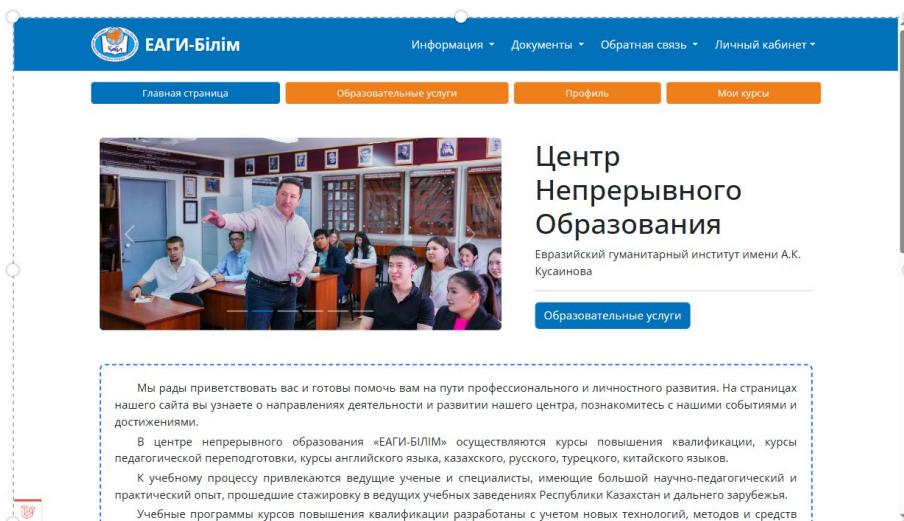 ЕАГИ-Білім
Информация Документы Обратная связь Личный кабинет
Главная страница Образовательные услуги Профиль Мои курсы
Центр
Непрерывного
Образования
Евразийский гуманитарный институт имени А.К.
Кусаинова
Образовательные услуги
Мы рады приветствовать вас и готовы помочь вам на пути профессионального и личностного развития. На страницах
нашего сайта вы узнаете о направлениях деятельности и развитии нашего центра, познакомитесь с нашими событиями и
достижениями.
В центре непрерывного образования «ЕАГИ-БІЛІМ» осуществляются курсы повышения квалификации, курсы
педагогической переподготовки, курсы английского языка, казахского, русского, турецкого, китайского языков.
К учебному процессу привлекаются ведущие ученые и специалисты, имеющие большой научно-педагогический и
практический опыт, прошедшие стажировку в ведущих учебных заведениях Республики Казахстан и дальнего зарубежья.
Учебные программы курсов повышения квалификации разработаны с учетом новых технологий, методов и средств